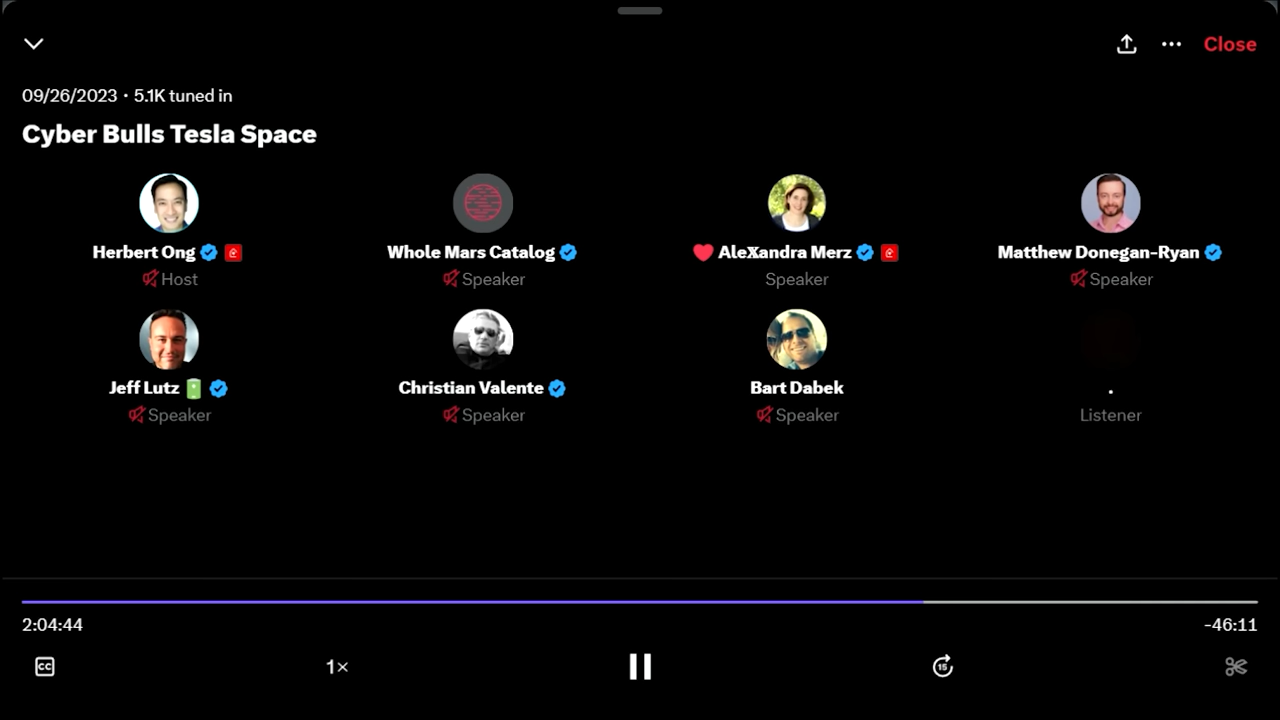 Close
09/26/2023 · 5.1K tuned in
Cyber Bulls Tesla Space
Herbert Ong
Host
Whole Mars Catalog
Speaker
❤️ AleXandra Merz
Speaker
Matthew Donegan-Ryan
Speaker
Jeff Lutz 🔋
Speaker
Christian Valente
Speaker
Bart Dabek
Speaker
.
Listener
2:04:44
-46:11
CC
1×
15